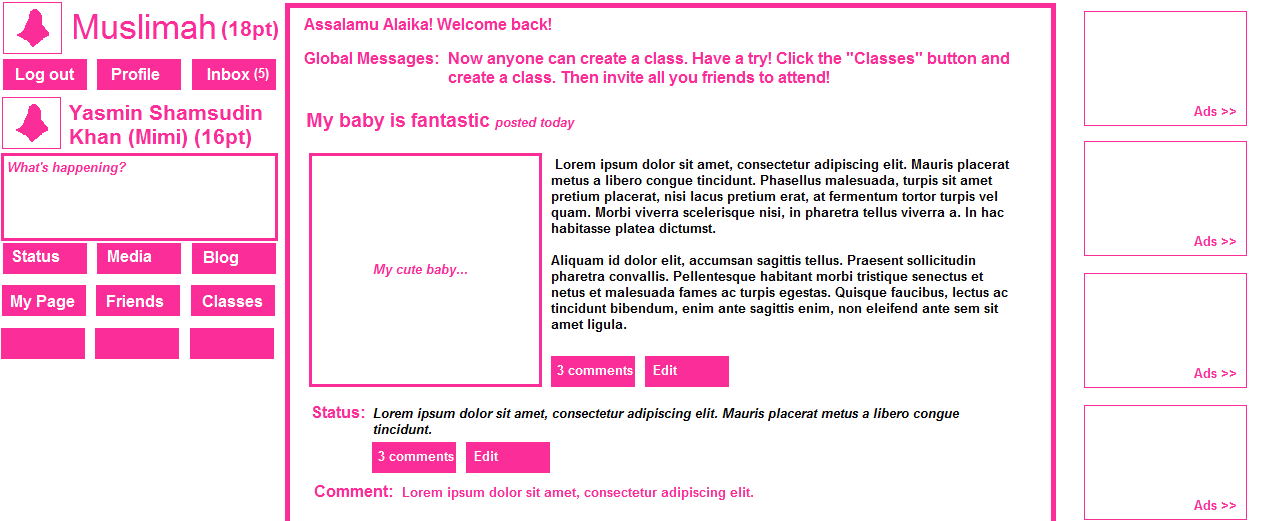 Muslimah (18pt)
Log out
Profile
Inbox (5)
Yasmin Shamsudin
Khan (Mimi) (16pt)
What's happening?
Status
Media
Blog
My Page
Friends
Classes
Assalamu Alaika! Welcome back!
Global Messages: Now anyone can create a class. Have a try! Click the "Classes" button and
create a class. Then invite all you friends to attend!
My baby is fantastic posted today
My cute baby...
Lorem ipsum dolor sit amet, consectetur adipiscing elit. Mauris placerat
metus a libero congue tincidunt. Phasellus malesuada, turpis sit amet
pretium placerat, nisi lacus pretium erat, at fermentum tortor turpis vel
quam. Morbi viverra scelerisque nisi, in pharetra tellus viverra a. In hac
habitasse platea dictumst.
Aliquam id dolor elit, accumsan sagittis tellus. Praesent sollicitudin
pharetra convallis. Pellentesque habitant morbi tristique senectus et
netus et malesuada fames ac turpis egestas. Quisque faucibus, lectus ac
tincidunt bibendum, enim ante sagittis enim, non eleifend ante sem sit
amet ligula.
3 comments
Edit
Status: Lorem ipsum dolor sit amet, consectetur adipiscing elit. Mauris placerat metus a libero congue
tincidunt.
3 comments
Edit
Comment: Lorem ipsum dolor sit amet, consectetur adipiscing elit.
Ads >>
Ads >>
Ads >>
Ads >>